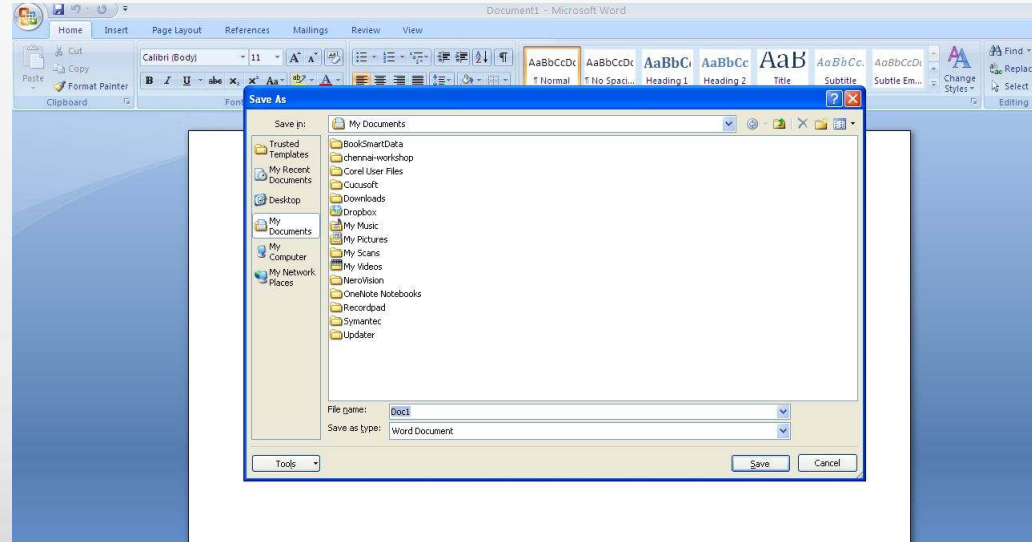 Document1 - Microsoft Word
Home Insert Page Layout References Mailings Review View
Cut
Copy
Paste
Format Painter
Clipboard
Calibri (Body) 11
Font
AaBbCcDc AaBbCcDc AaBbC AaBbCc AaB AaBbCc. AaBbCcDi
¶ Normal ¶ No Spaci... Heading 1 Heading 2 Title Subtitle Subtle Em...
Change
Styles
Find
Replac
Select
Editing
Save As
Save in: My Documents
Trusted
Templates
My Recent
Documents
Desktop
My
Documents
My
Computer
My Network
Places
BookSmartData
chennai-workshop
Corel User Files
Cucusoft
Downloads
Dropbox
My Music
My Pictures
My Scans
My Videos
NeroVision
OneNote Notebooks
Recordpad
Symantec
Updater
File name: Doc1
Save as type: Word Document
Tools Save Cancel